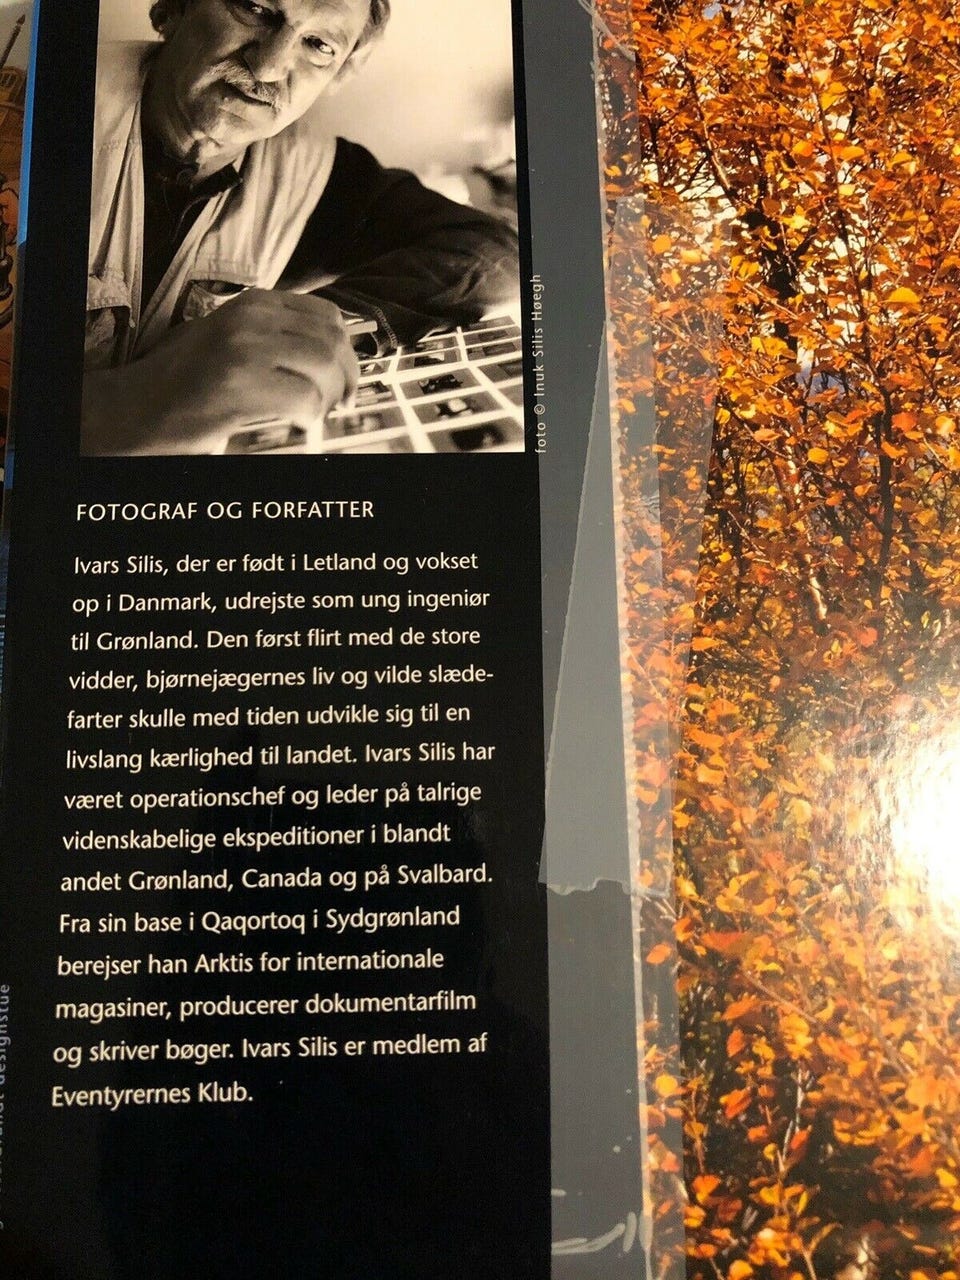 foto © Inuk Silis Høegh
FOTOGRAF OG FORFATTER
Ivars Silis, der er født i Letland og vokset
op i Danmark, udrejste som ung ingeniør
til Grønland. Den først flirt med de store
vidder, bjørnejægernes liv og vilde slæde-
farter skulle med tiden udvikle sig til en
livslang kærlighed til landet. Ivars Silis har
været operationschef og leder på talrige
videnskabelige ekspeditioner i blandt
andet Grønland, Canada og på Svalbard.
Fra sin base i Qaqortoq i Sydgrønland
berejser han Arktis for internationale
magasiner, producerer dokumentarfilm
og skriver bøger. Ivars Silis er medlem af
Eventyrernes Klub.
designstue